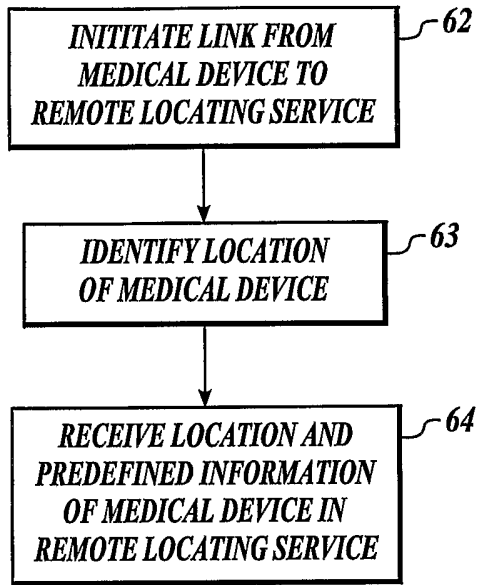 62
INITITATE LINK FROM
MEDICAL DEVICE TO
REMOTE LOCATING SERVICE
63
IDENTIFY LOCATION
OF MEDICAL DEVICE
64
RECEIVE LOCATION AND
PREDEFINED INFORMATION
OF MEDICAL DEVICE IN
REMOTE LOCATING SERVICE